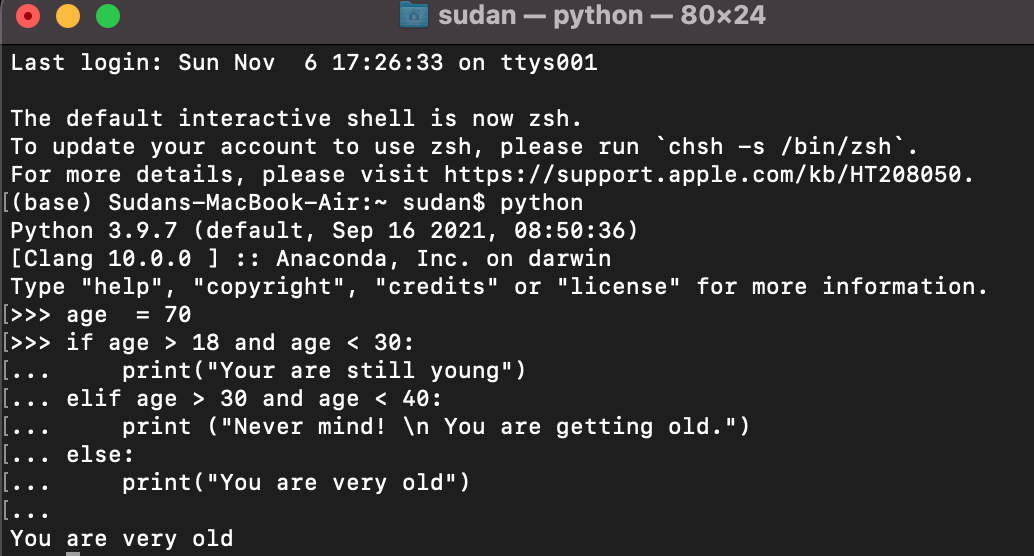 sudan — python — 80×24
Last login: Sun Nov  6 17:26:33 on ttys001
The default interactive shell is now zsh.
To update your account to use zsh, please run `chsh -s /bin/zsh`.
For more details, please visit https://support.apple.com/kb/HT208050.
[(base) Sudans-MacBook-Air:~ sudan$ python
Python 3.9.7 (default, Sep 16 2021, 08:50:36)
[Clang 10.0.0 ] :: Anaconda, Inc. on darwin
Type "help", "copyright", "credits" or "license" for more information.
[>>> age  = 70
[>>> if age > 18 and age < 30:
[...     print("Your are still young")
[... elif age > 30 and age < 40:
[...     print ("Never mind! \n You are getting old.")
[... else:
[...     print("You are very old")
[...
You are very old